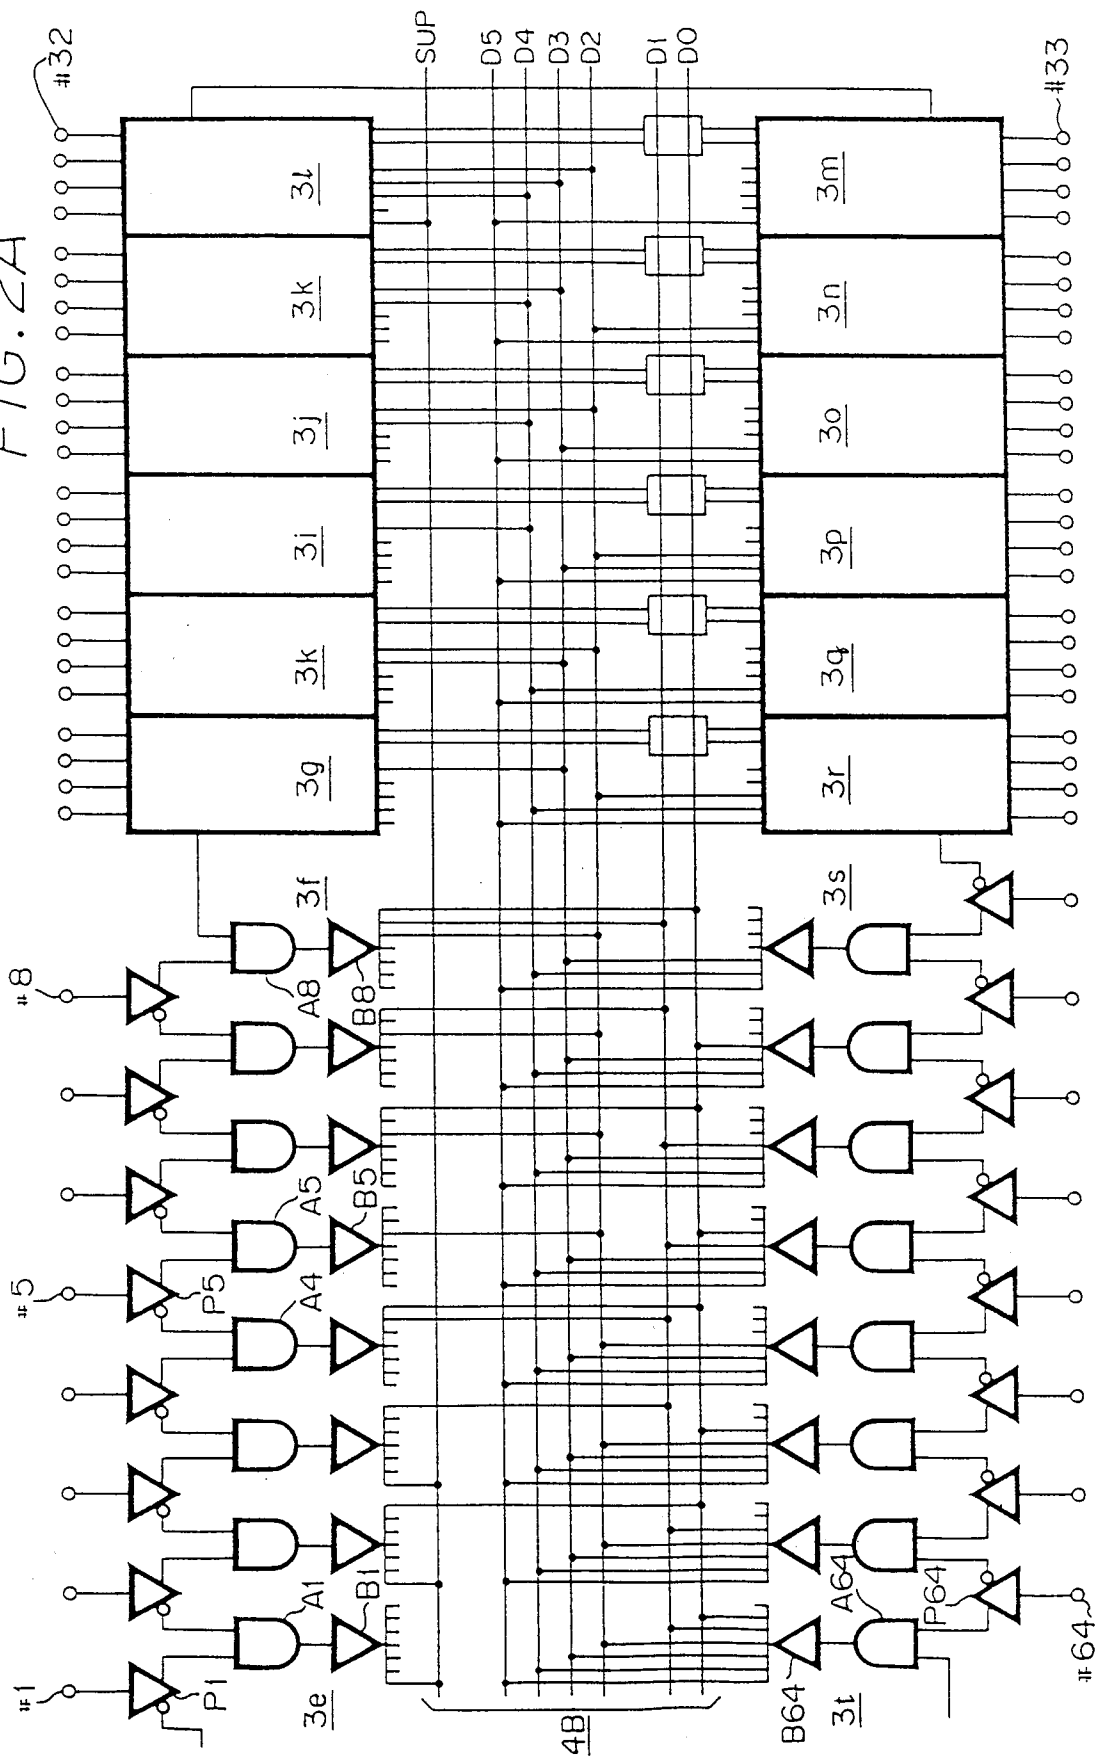 FIG. 2A
#1
#5
#8
#32
P1
P5
A1
A4
A5
A8
B1
B5
B8
3e
3f
3g
3k
3i
3j
3k
3l
SUP
D5
D4
D3
D2
D1
D0
4B
B64
3t
A64
P64
3s
3r
3q
3p
3o
3n
3m
#64
#33